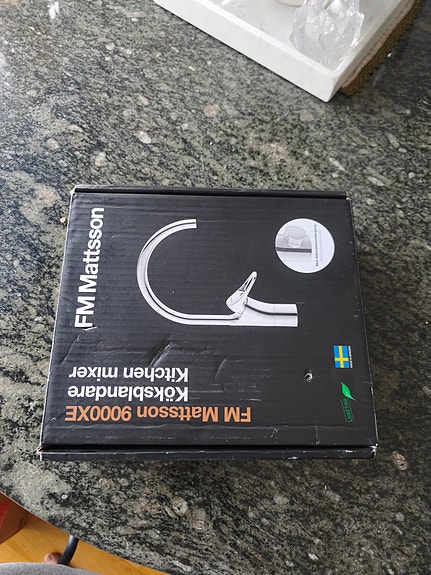 FM Mattsson
FM Mattsson 9000XE
Köksblandare
Kitchen mixer